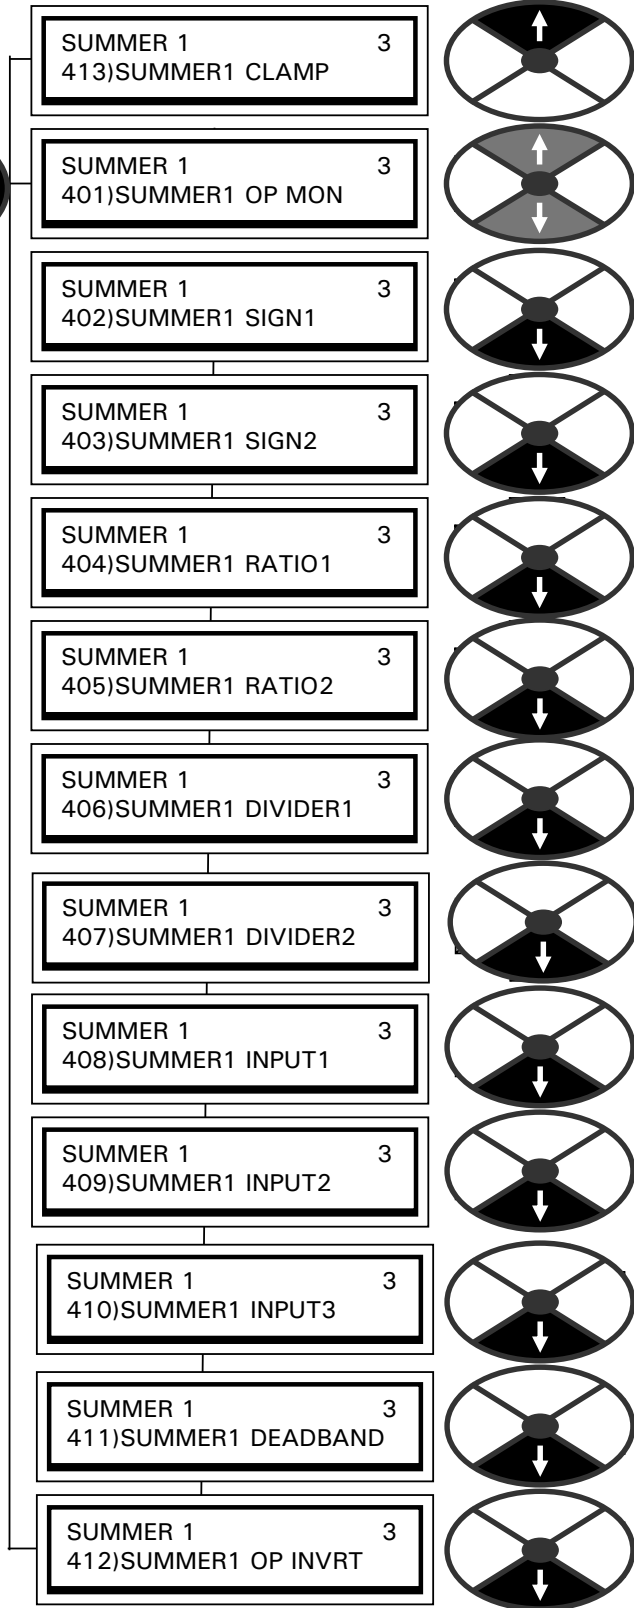 SUMMER 1 3
413)SUMMER1 CLAMP
SUMMER 1 3
401)SUMMER1 OP MON
SUMMER 1 3
402)SUMMER1 SIGN1
SUMMER 1 3
403)SUMMER1 SIGN2
SUMMER 1 3
404)SUMMER1 RATIO1
SUMMER 1 3
405)SUMMER1 RATIO2
SUMMER 1 3
406)SUMMER1 DIVIDER1
SUMMER 1 3
407)SUMMER1 DIVIDER2
SUMMER 1 3
408)SUMMER1 INPUT1
SUMMER 1 3
409)SUMMER1 INPUT2
SUMMER 1 3
410)SUMMER1 INPUT3
SUMMER 1 3
411)SUMMER1 DEADBAND
SUMMER 1 3
412)SUMMER1 OP INVRT